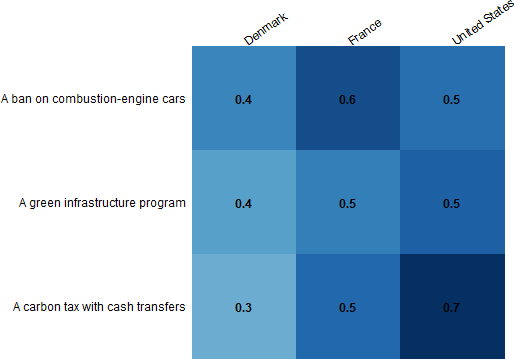 Denmark France United States
A ban on combustion-engine cars 0.4 0.6 0.5
A green infrastructure program 0.4 0.5 0.5
A carbon tax with cash transfers 0.3 0.5 0.7